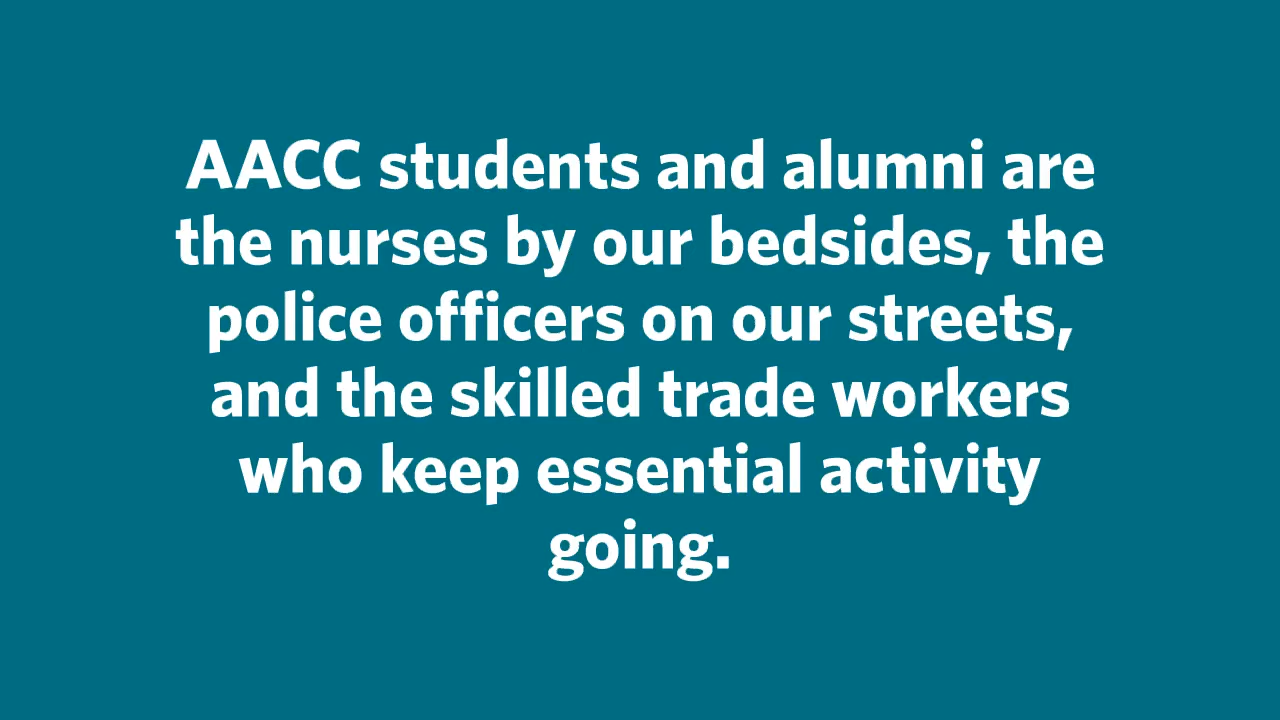 AACC students and alumni are
the nurses by our bedsides, the
police officers on our streets,
and the skilled trade workers
who keep essential activity
going.